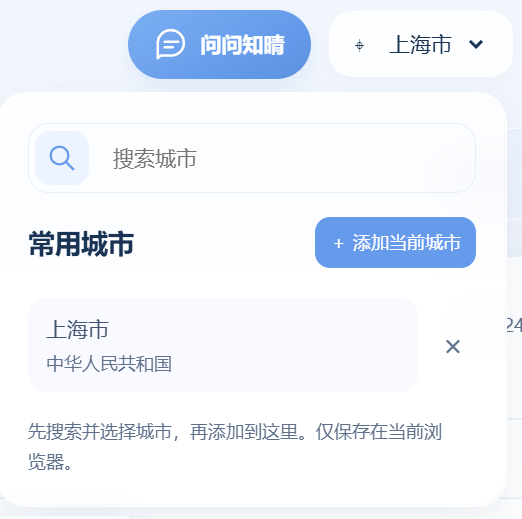 问问知晴
上海市
搜索城市
常用城市
+ 添加当前城市
上海市
中华人民共和国
24
先搜索并选择城市，再添加到这里。仅保存在当前浏
览器。